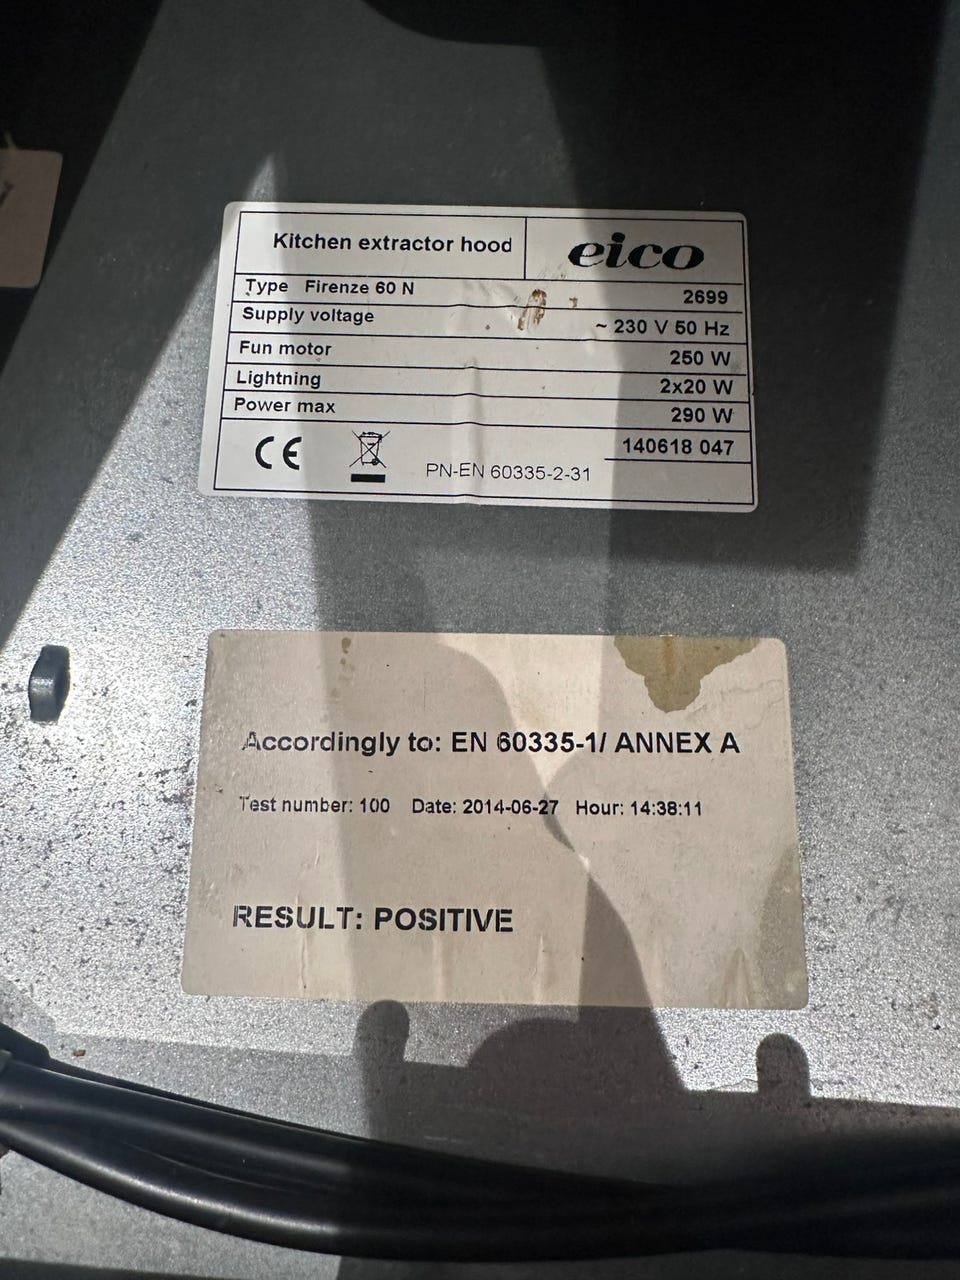 Kitchen extractor hood
eico
Type Firenze 60 N 2699
Supply voltage ~ 230 V 50 Hz
Fun motor 250 W
Lightning 2x20 W
Power max 290 W
140618 047
CE
PN-EN 60335-2-31
Accordingly to: EN 60335-1/ ANNEX A
Test number: 100 Date: 2014-06-27 Hour: 14:38:11
RESULT: POSITIVE